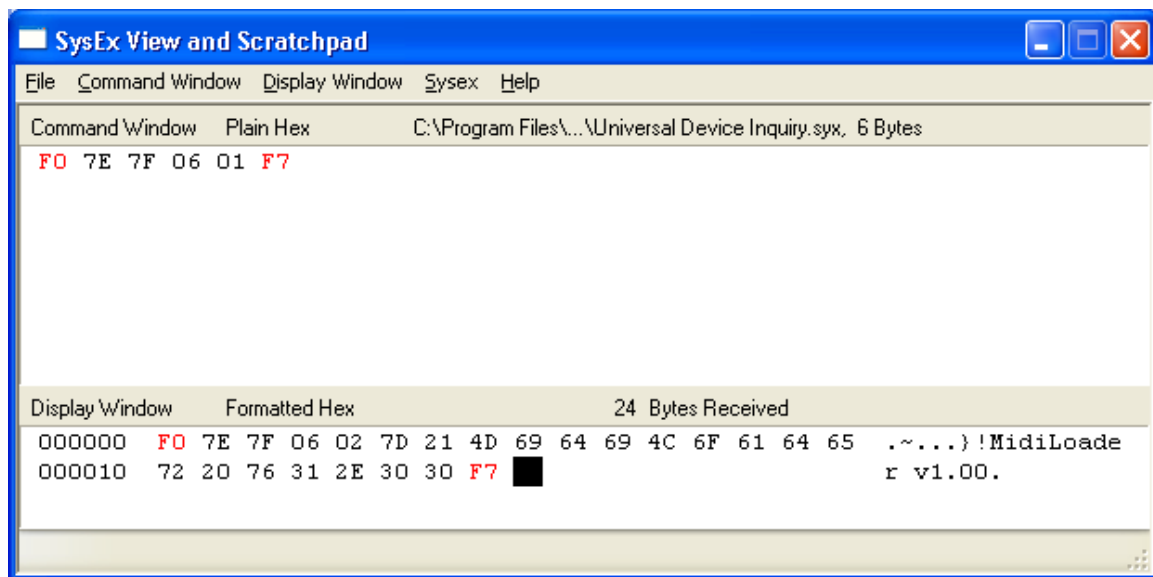 SysEx View and Scratchpad
File Command Window Display Window Sysex Help
Command Window Plain Hex C:\Program Files\...\Universal Device Inquiry.syx, 6 Bytes
F0 7E 7F 06 01 F7
Display Window Formatted Hex 24 Bytes Received
000000 F0 7E 7F 06 02 7D 21 4D 69 64 69 4C 6F 61 64 65 .~...}!MidiLoade
000010 72 20 76 31 2E 30 30 F7 r v1.00.